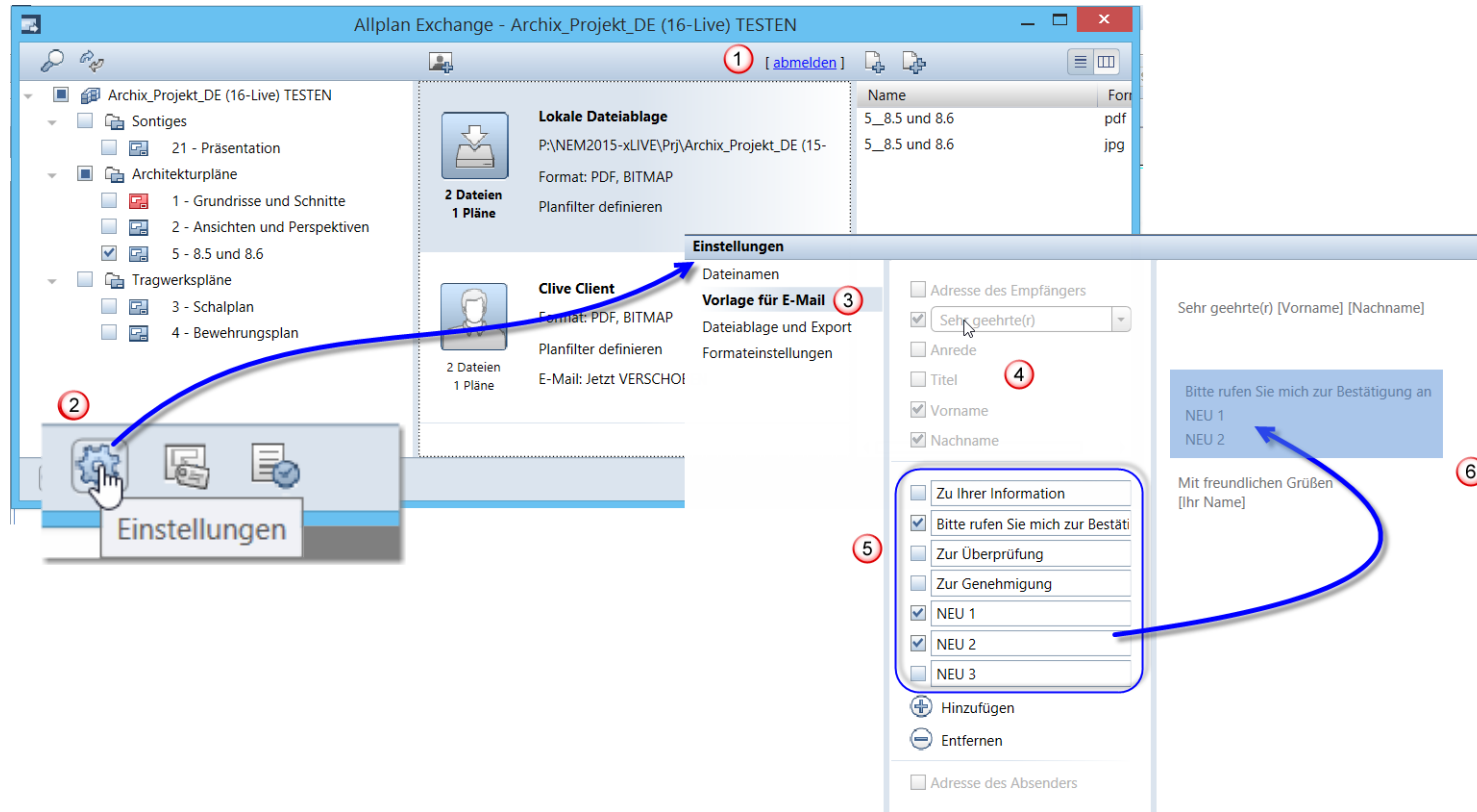 Allplan Exchange - Archix_Projekt_DE (16-Live) TESTEN
1 [ abmelden ]
Archix_Projekt_DE (16-Live) TESTEN
Sontiges
21 - Präsentation
Architekturpläne
1 - Grundrisse und Schnitte
2 - Ansichten und Perspektiven
5 - 8.5 und 8.6
Tragwerkspläne
3 - Schalplan
4 - Bewehrungsplan
2 Dateien
1 Pläne
Lokale Dateiablage
P:\NEM2015-xLIVE\Prj\Archix_Projekt_DE (15-
Format: PDF, BITMAP
Planfilter definieren
2 Dateien
1 Pläne
Clive Client
Format: PDF, BITMAP
Planfilter definieren
E-Mail: Jetzt VERSCHOB
Name Forr
5__8.5 und 8.6 pdf
5__8.5 und 8.6 jpg
2
Einstellungen
Einstellungen
Dateinamen
Vorlage für E-Mail 3
Dateiablage und Export
Formateinstellungen
Adresse des Empfängers
Sehr geehrte(r)
Anrede
Titel
4
Vorname
Nachname
5
Zu Ihrer Information
Bitte rufen Sie mich zur Bestäti
Zur Überprüfung
Zur Genehmigung
NEU 1
NEU 2
NEU 3
Hinzufügen
Entfernen
Adresse des Absenders
Sehr geehrte(r) [Vorname] [Nachname]
Bitte rufen Sie mich zur Bestätigung an
NEU 1
NEU 2
6
Mit freundlichen Grüßen
[Ihr Name]